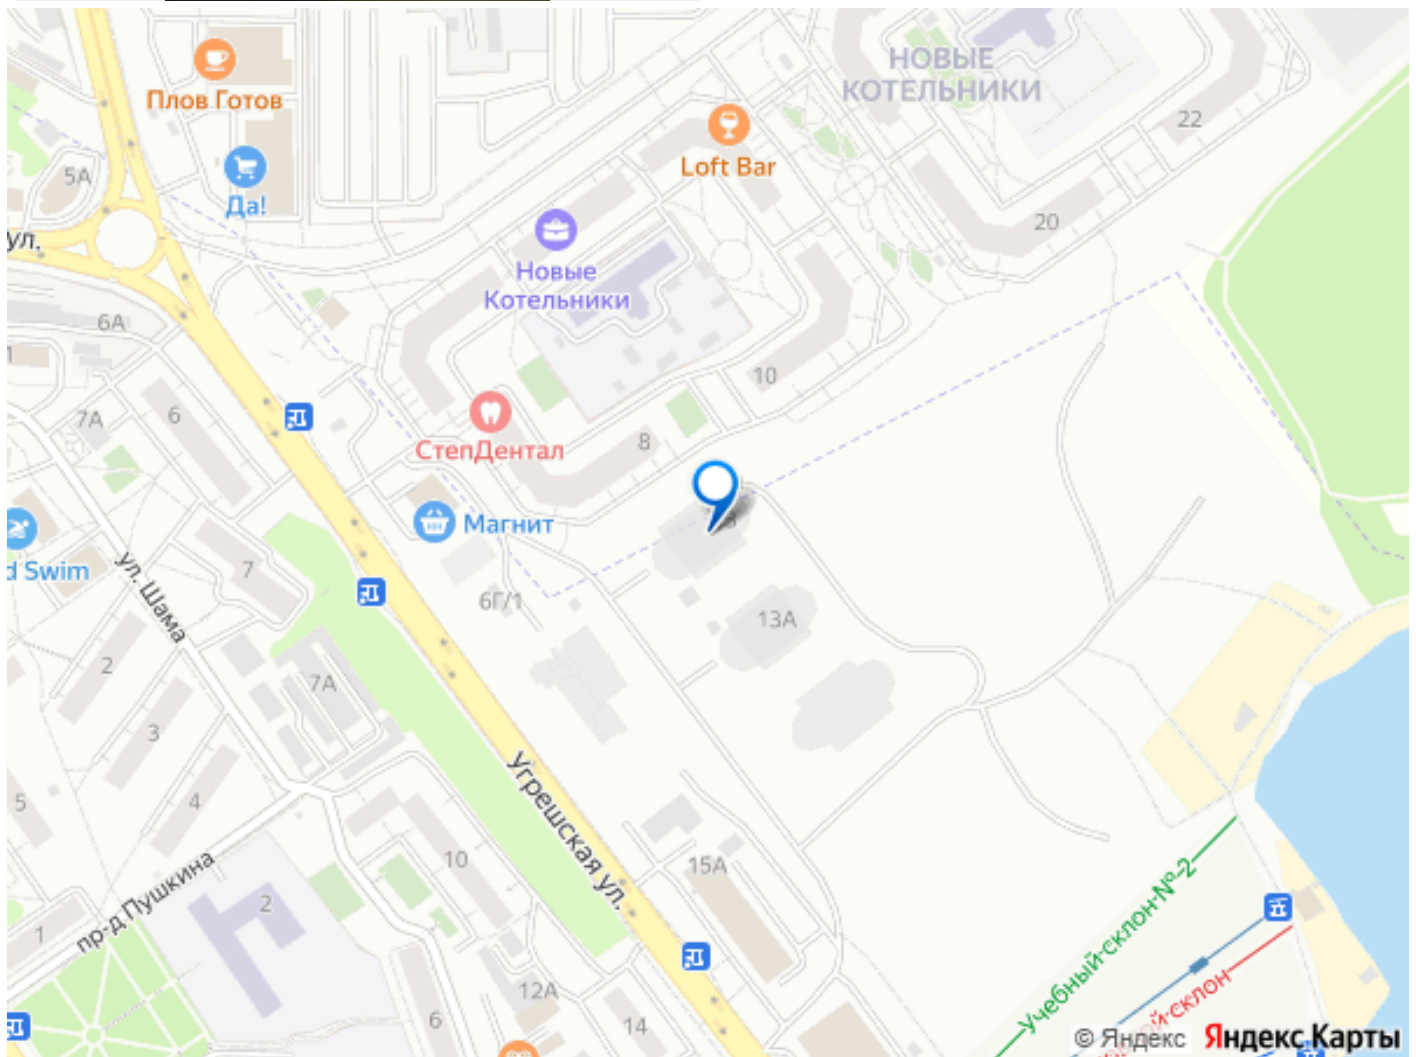 НОВЫЕ
КОТЕЛЬНИКИ
Плов Готов
22
Loft Bar
5А
Да!
20
ул.
Новые
Котельники
6А
10
7А
6
8
СтепДентал
Магнит
d Swim
7
ул. Шама
6Г/1
13А
2
7А
3
5
4
Угрешская ул.
10
15А
пр-д Пушкина
2
1
Учебный склон № 2
12А
6
14
склон
© Яндекс Яндекс Карты